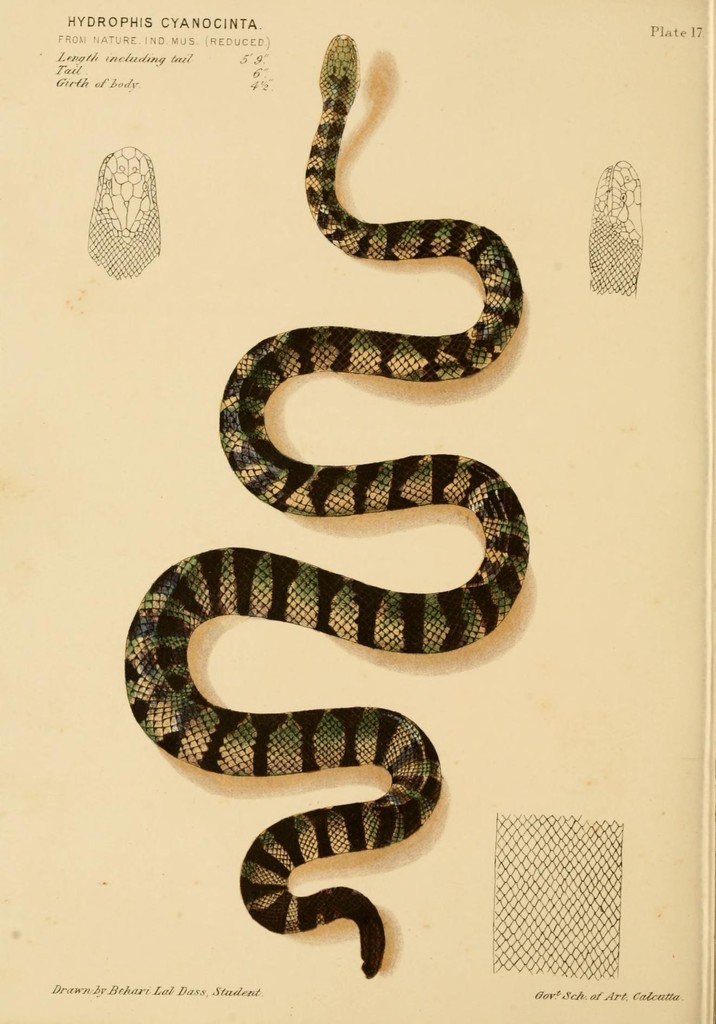 HYDROPHIS CYANOCINTA.
Plate 17
FROM NATURE. IND. MUS. (REDUCED)
Length including tail 5' 9"
Tail 6"
Girth of body. 4½"
Drawn by Behari Lal Dass, Student.
Govt. Sch. of Art, Calcutta.